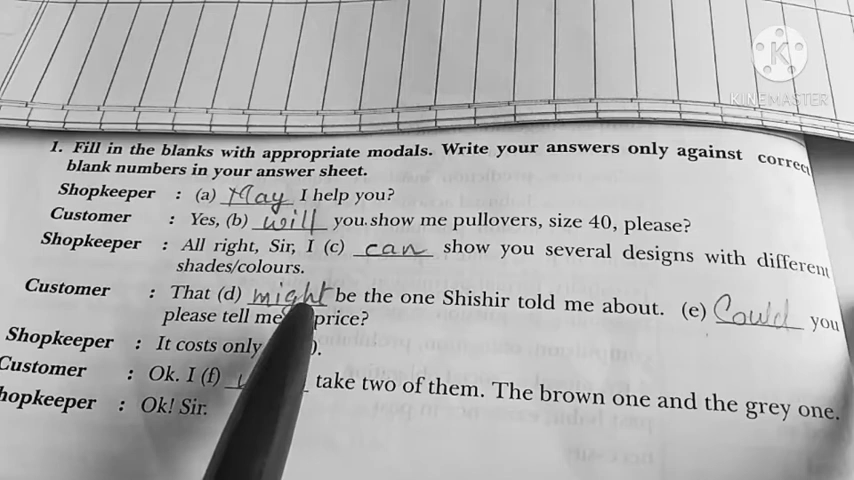 KINEMASTER
I. Fill in the blanks with appropriate modals. Write your answers only against correct
blank numbers in your answer sheet.
Shopkeeper : (a) May I help you?
Customer : Yes, (b) will you show me pullovers, size 40, please?
Shopkeeper : All right, Sir, I (c) can show you several designs with different
shades/colours.
Customer : That (d) might be the one Shishir told me about. (e) Could you
please tell me price?
Shopkeeper : It costs only
Customer : Ok. I (f) take two of them. The brown one and the grey one.
hopkeeper : Ok! Sir.